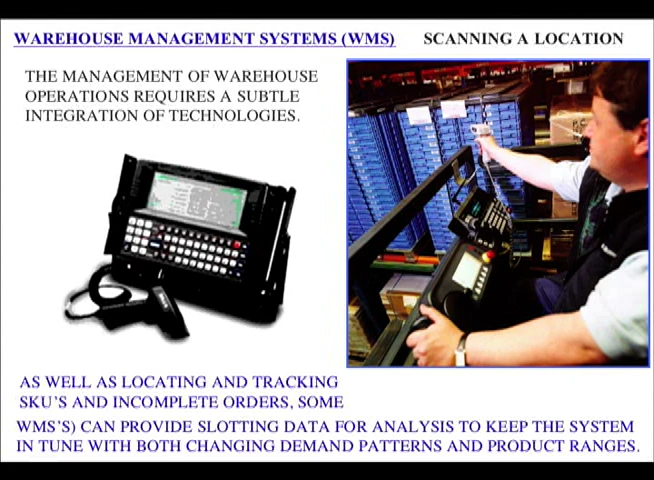 WAREHOUSE MANAGEMENT SYSTEMS (WMS)
SCANNING A LOCATION
THE MANAGEMENT OF WAREHOUSE
OPERATIONS REQUIRES A SUBTLE
INTEGRATION OF TECHNOLOGIES.
AS WELL AS LOCATING AND TRACKING
SKU'S AND INCOMPLETE ORDERS, SOME
WMS'S) CAN PROVIDE SLOTTING DATA FOR ANALYSIS TO KEEP THE SYSTEM
IN TUNE WITH BOTH CHANGING DEMAND PATTERNS AND PRODUCT RANGES.